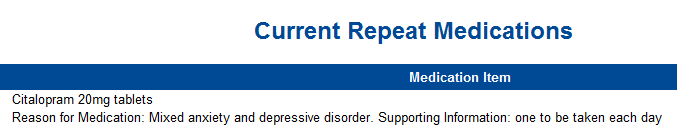 Current Repeat Medications
Medication Item
Citalopram 20mg tablets
Reason for Medication: Mixed anxiety and depressive disorder. Supporting Information: one to be taken each day